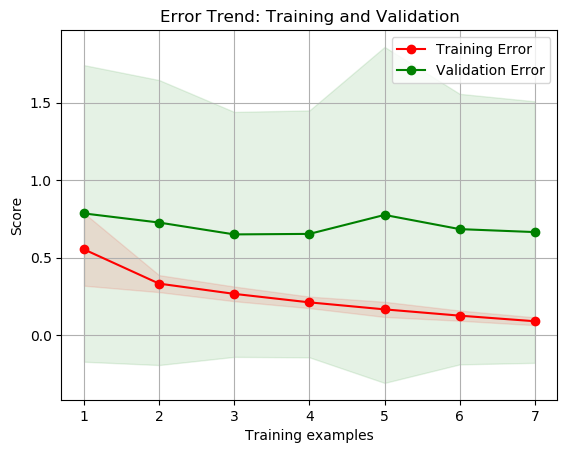 Error Trend: Training and Validation
Training Error
Validation Error
Score
1.5
1.0
0.5
0.0
1 2 3 4 5 6 7
Training examples